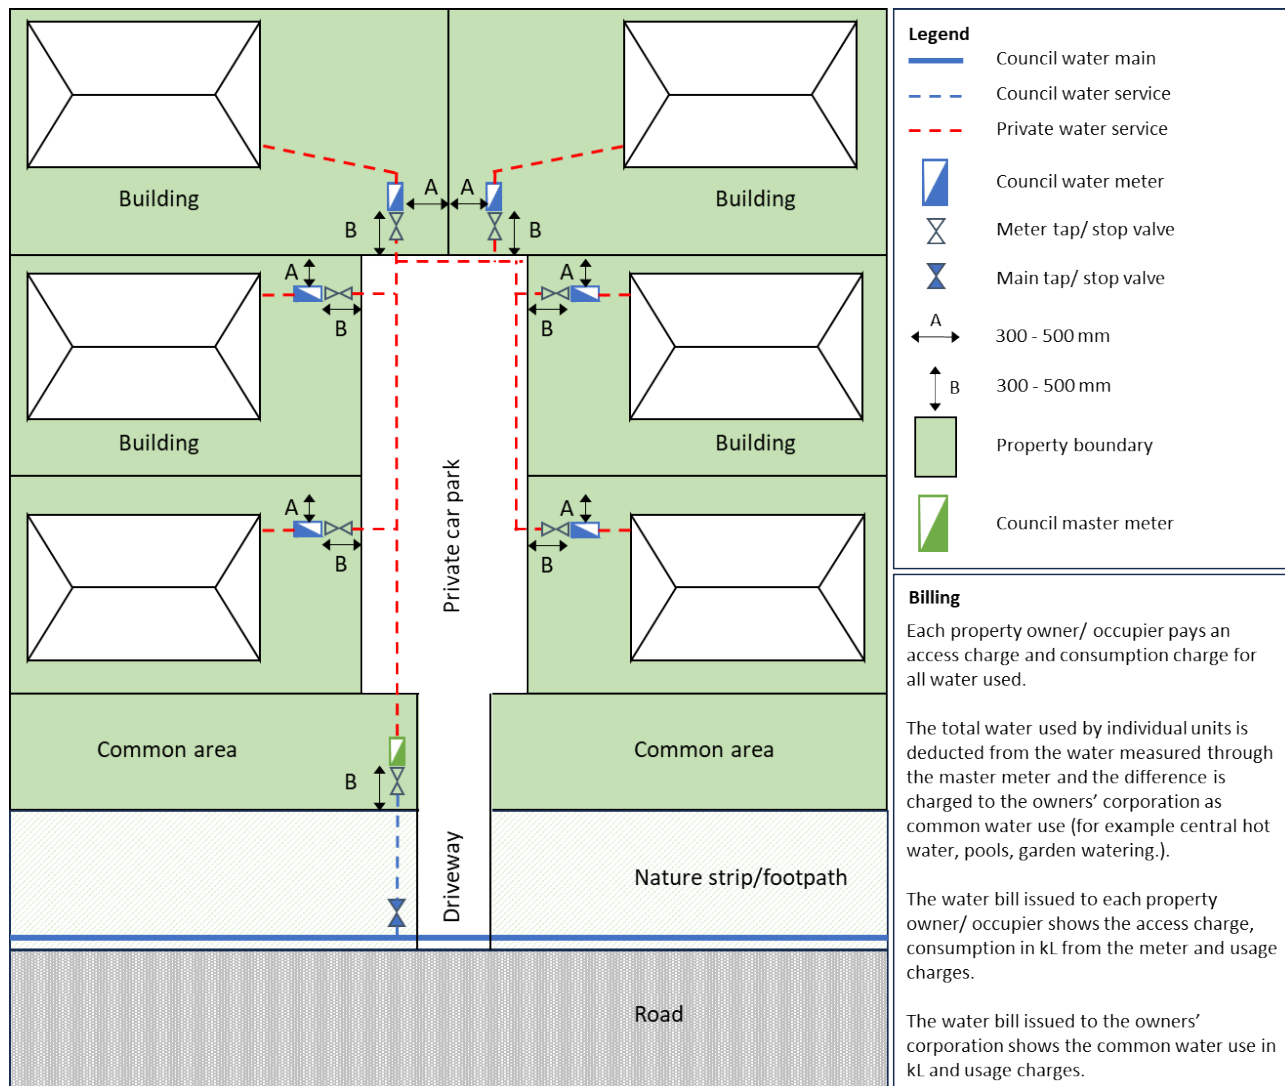 Building
Building
A
A
B
B
A
B
A
B
Building
Building
A
B
A
B
Private car park
Common area
Common area
B
Nature strip/footpath
Driveway
Road
Legend
Council water main
Council water service
Private water service
Council water meter
Meter tap/ stop valve
Main tap/ stop valve
A
300 - 500 mm
B
300 - 500 mm
Property boundary
Council master meter
Billing
Each property owner/ occupier pays an
access charge and consumption charge for
all water used.
The total water used by individual units is
deducted from the water measured through
the master meter and the difference is
charged to the owners’ corporation as
common water use (for example central hot
water, pools, garden watering.).
The water bill issued to each property
owner/ occupier shows the access charge,
consumption in kL from the meter and usage
charges.
The water bill issued to the owners’
corporation shows the common water use in
kL and usage charges.